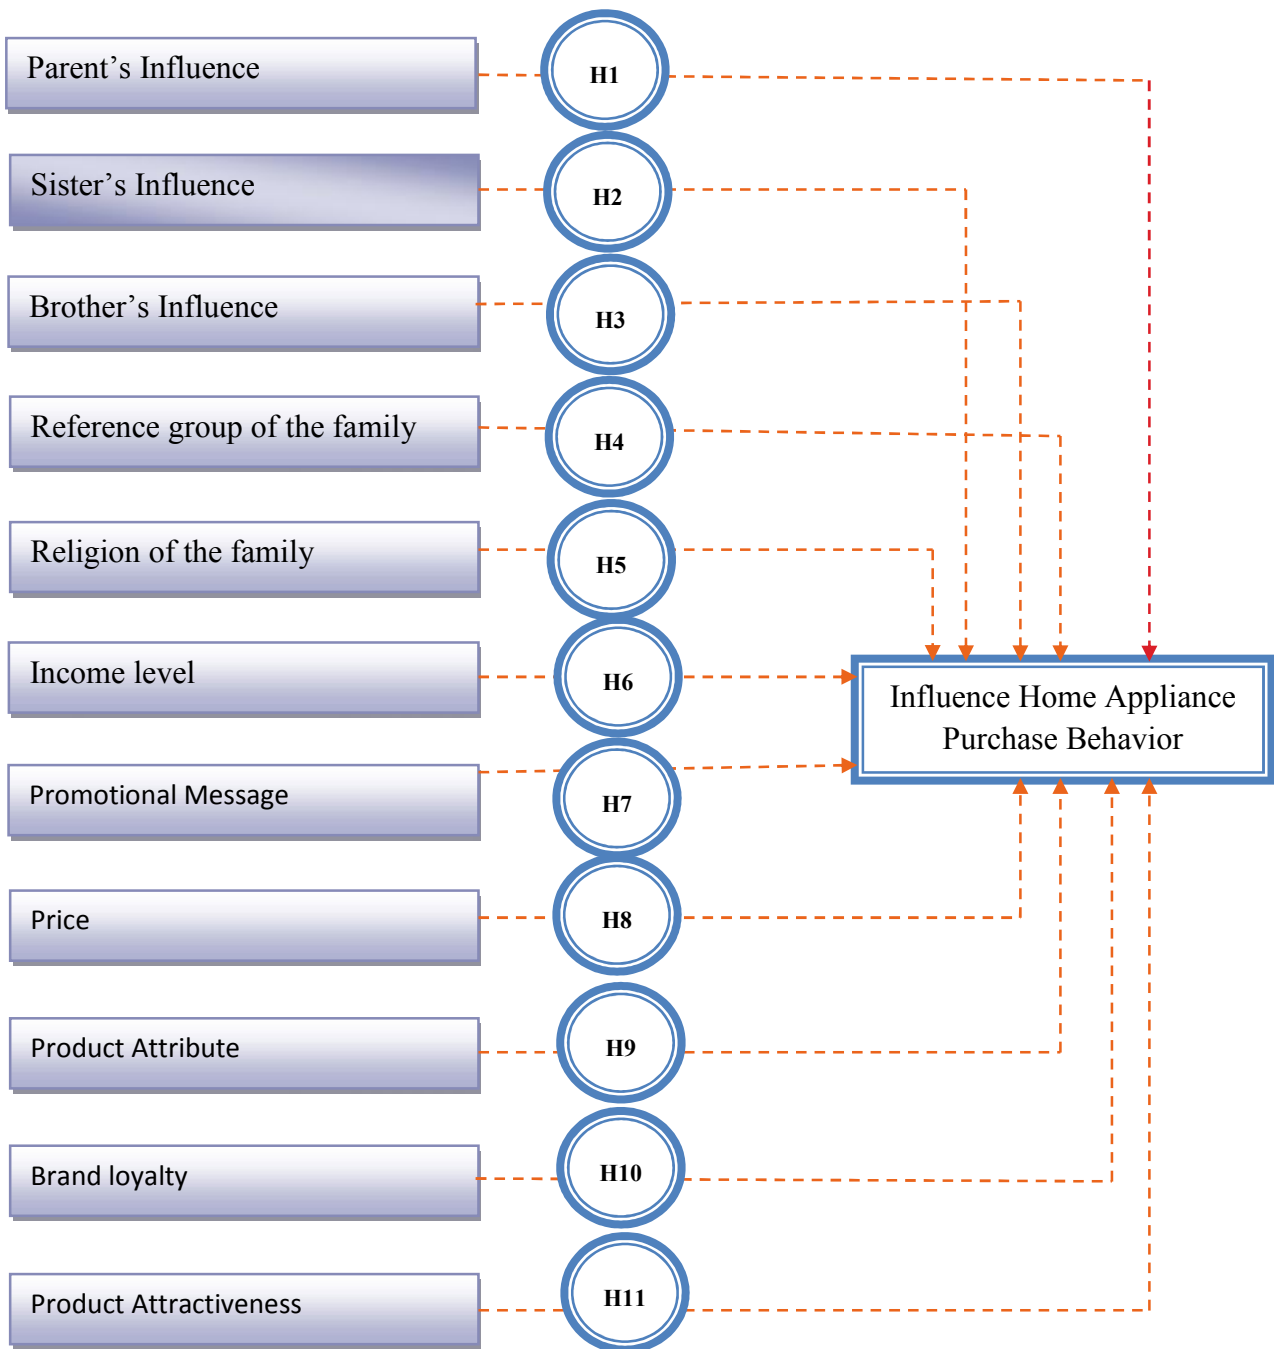 Parent’s Influence
H1
Sister’s Influence
H2
Brother’s Influence
H3
Reference group of the family
H4
Religion of the family
H5
Income level
H6
Influence Home Appliance
Purchase Behavior
Promotional Message
H7
Price
H8
Product Attribute
H9
Brand loyalty
H10
Product Attractiveness
H11